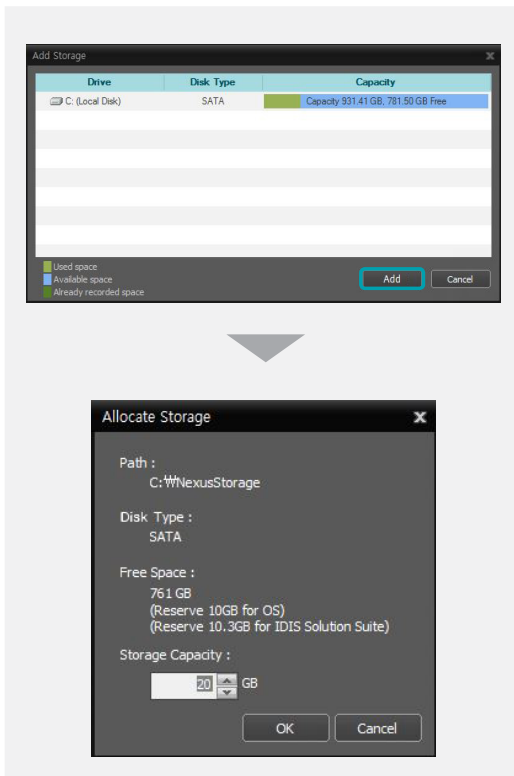 Add Storage
Drive Disk Type Capacity
C: (Local Disk) SATA Capacity 931.41 GB, 781.50 GB Free
Used space
Available space
Already recorded space
Add Cancel
Allocate Storage
Path :
C:₩NexusStorage
Disk Type :
SATA
Free Space :
761 GB
(Reserve 10GB for OS)
(Reserve 10.3GB for IDIS Solution Suite)
Storage Capacity :
20 GB
OK Cancel